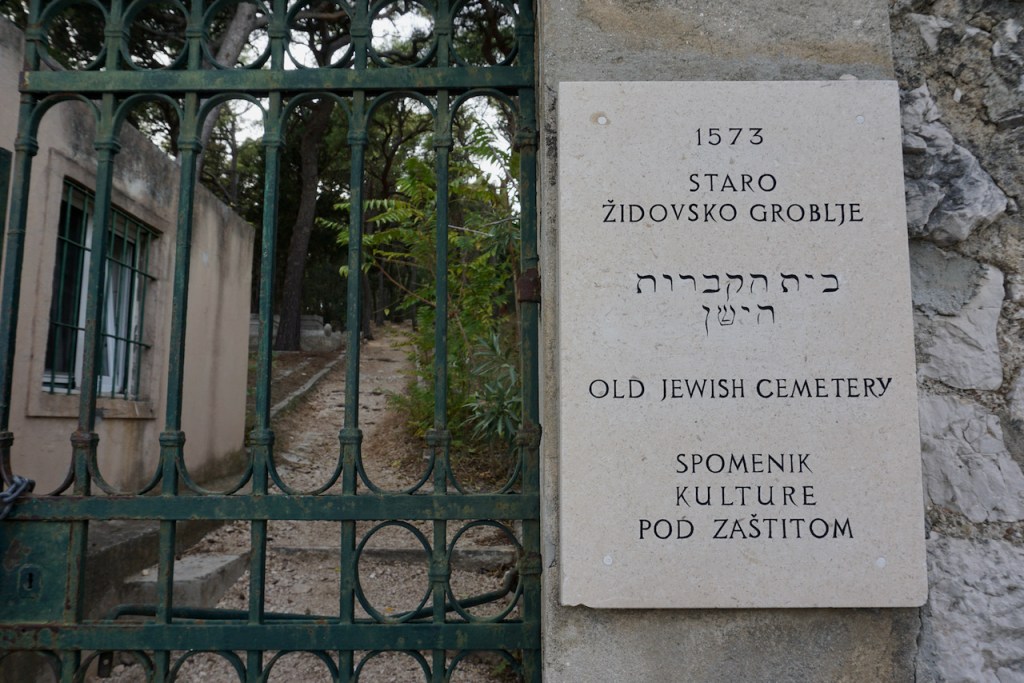 1573
STARO
ŽIDOVSKO GROBLJE
בית הקברות
הישן
OLD JEWISH CEMETERY
SPOMENIK
KULTURE
POD ZAŠTITOM